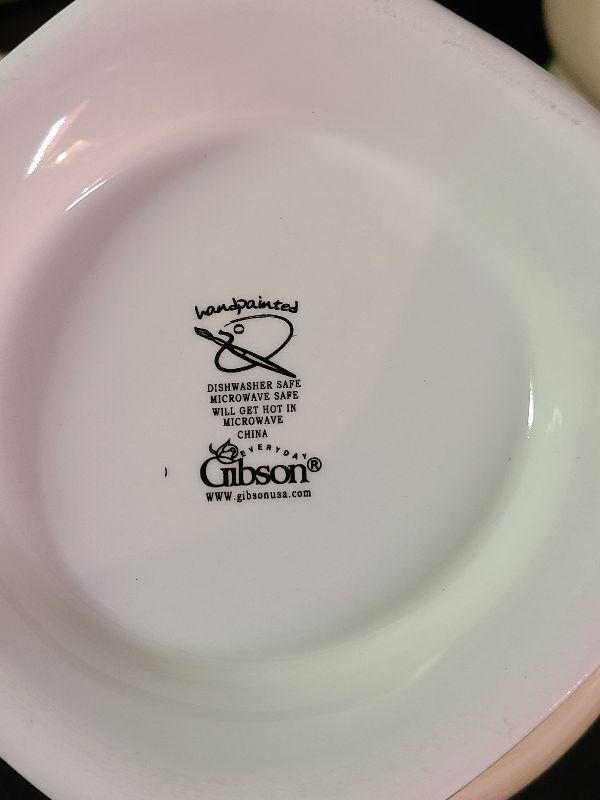 handpainted
DISHWASHER SAFE
MICROWAVE SAFE
WILL GET HOT IN
MICROWAVE
CHINA
EVERYDAY
Gibson®
WWW.gibsonusa.com